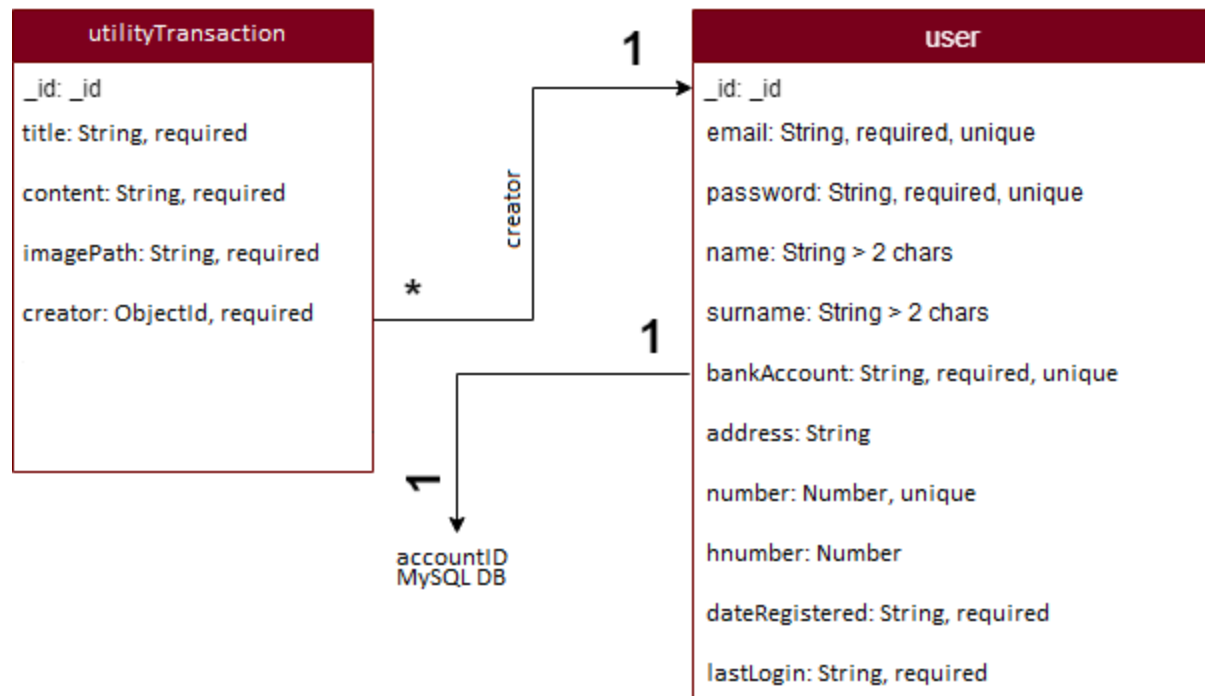 utilityTransaction
_id: _id
title: String, required
content: String, required
imagePath: String, required
creator: ObjectId, required
*
creator
1
user
_id: _id
email: String, required, unique
password: String, required, unique
name: String > 2 chars
surname: String > 2 chars
bankAccount: String, required, unique
address: String
number: Number, unique
hnumber: Number
dateRegistered: String, required
lastLogin: String, required
1
1
accountID
MySQL DB